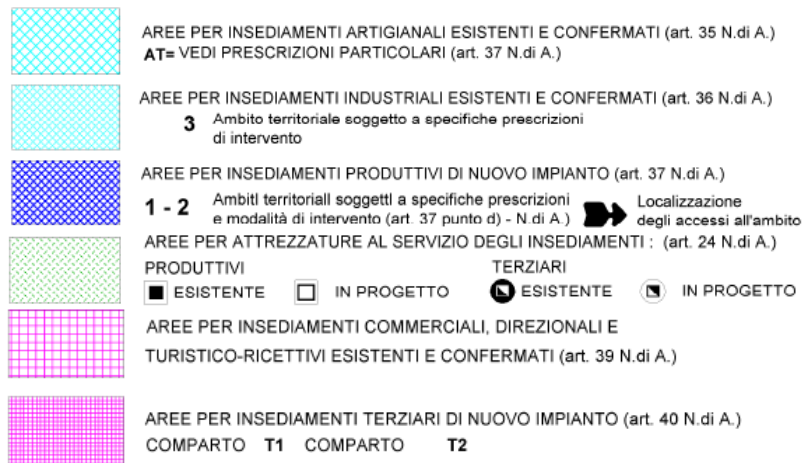 AREE PER INSEDIAMENTI ARTIGIANALI ESISTENTI E CONFERMATI (art. 35 N.di A.)
AT= VEDI PRESCRIZIONI PARTICOLARI (art. 37 N.di A.)
AREE PER INSEDIAMENTI INDUSTRIALI ESISTENTI E CONFERMATI (art. 36 N.di A.)
3 Ambito territoriale soggetto a specifiche prescrizioni
di intervento
AREE PER INSEDIAMENTI PRODUTTIVI DI NUOVO IMPIANTO (art. 37 N.di A.)
1 - 2 Ambiti territoriali soggetti a specifiche prescrizioni
e modalità di intervento (art. 37 punto d) - N.di A.)
Localizzazione
degli accessi all'ambito
AREE PER ATTREZZATURE AL SERVIZIO DEGLI INSEDIAMENTI : (art. 24 N.di A.)
PRODUTTIVI TERZIARI
ESISTENTE IN PROGETTO ESISTENTE IN PROGETTO
AREE PER INSEDIAMENTI COMMERCIALI, DIREZIONALI E
TURISTICO-RICETTIVI ESISTENTI E CONFERMATI (art. 39 N.di A.)
AREE PER INSEDIAMENTI TERZIARI DI NUOVO IMPIANTO (art. 40 N.di A.)
COMPARTO T1 COMPARTO T2